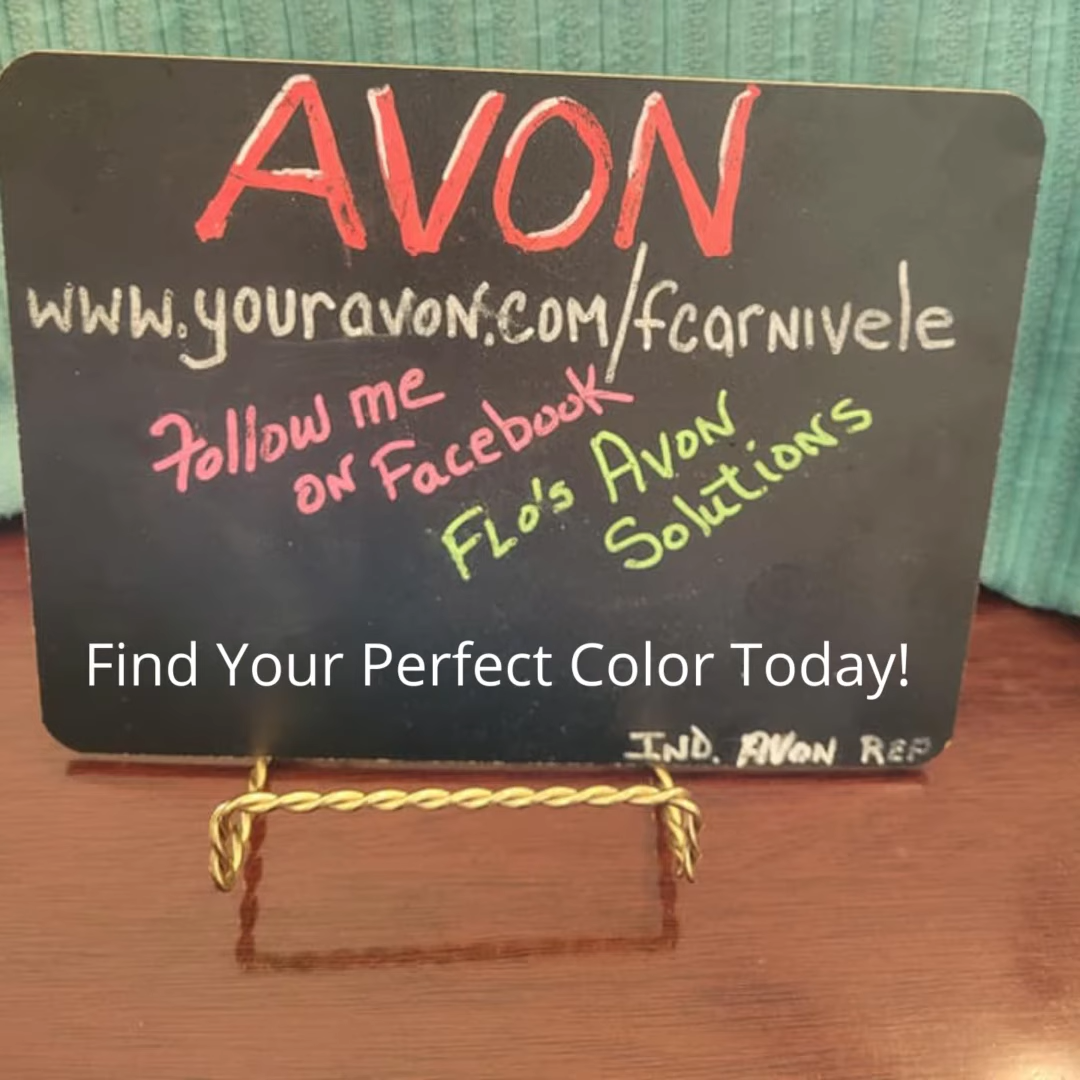 AVON
www.youravon.com/fcarnivele
Follow me
on Facebook
Flo's Avon
Solutions
Find Your Perfect Color Today!
IND. AVON REP